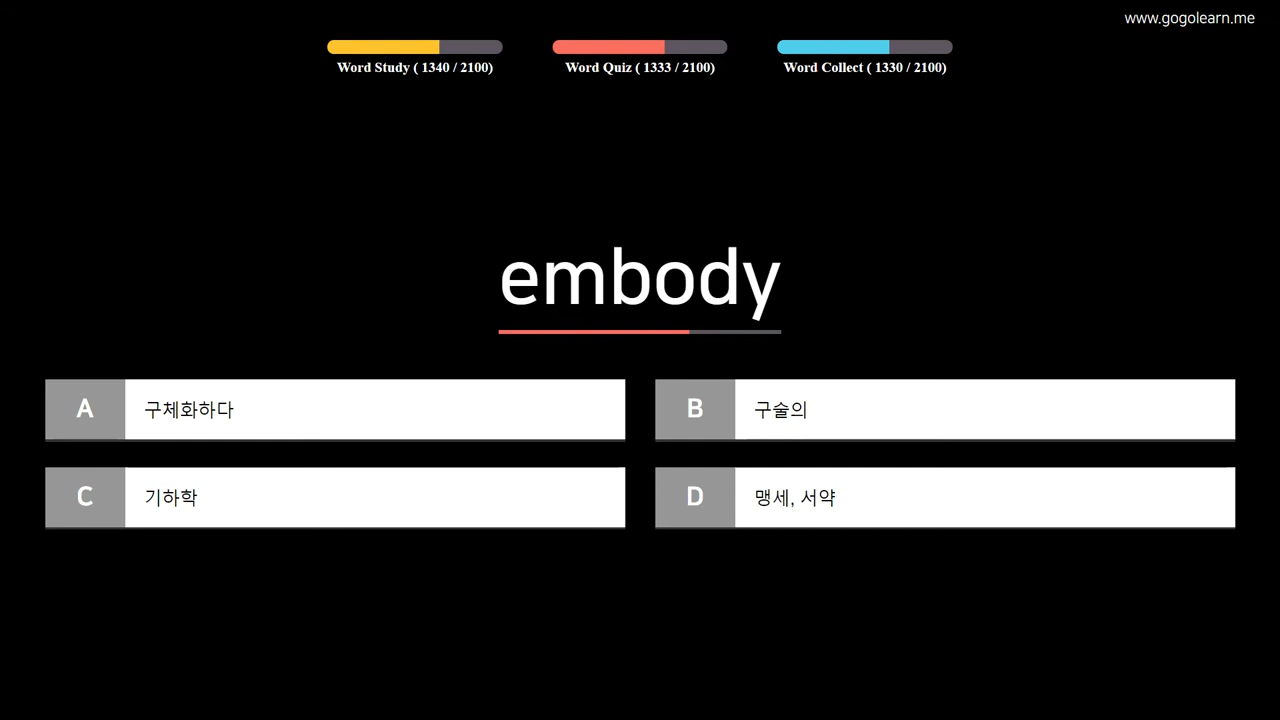 www.gogolearn.me
Word Study ( 1340 / 2100)
Word Quiz ( 1333 / 2100)
Word Collect ( 1330 / 2100)
embody
A 구체화하다
B 구술의
C 기하학
D 맹세, 서약